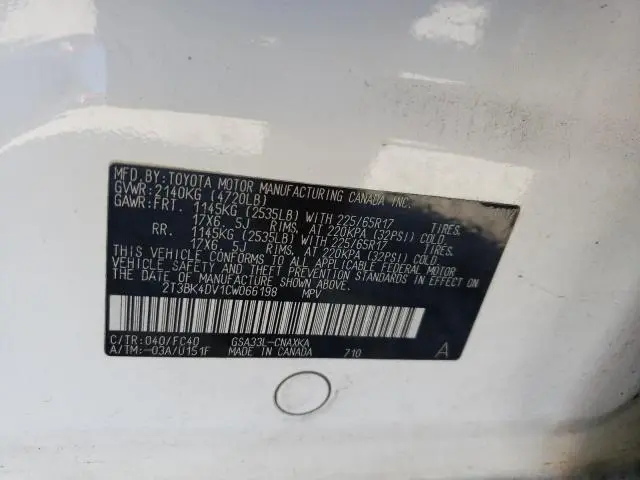 MFD.BY:TOYOTA MOTOR MANUFACTURING CANADA INC.
GVWR:2140KG (4720LB)
GAWR:FRT. 1145KG (2535LB) WITH 225/65R17 TIRES,
17X6. 5J RIMS, AT 220KPA (32PSI) COLD
RR. 1145KG (2535LB) WITH 225/65R17 TIRES,
17X6. 5J RIMS, AT 220KPA (32PSI) COLD
THIS VEHICLE CONFORMS TO ALL APPLICABLE FEDERAL MOTOR
VEHICLE SAFETY STANDARDS IN EFFECT ON
THE DATE OF MANUFACTURE SHOWN ABOVE.
2T3BK4DV1CW066198 MPV
C/TR:040/FC40 GSA33L-CNAXKA
A/TM:-03A/U151F MADE IN CANADA 710 A